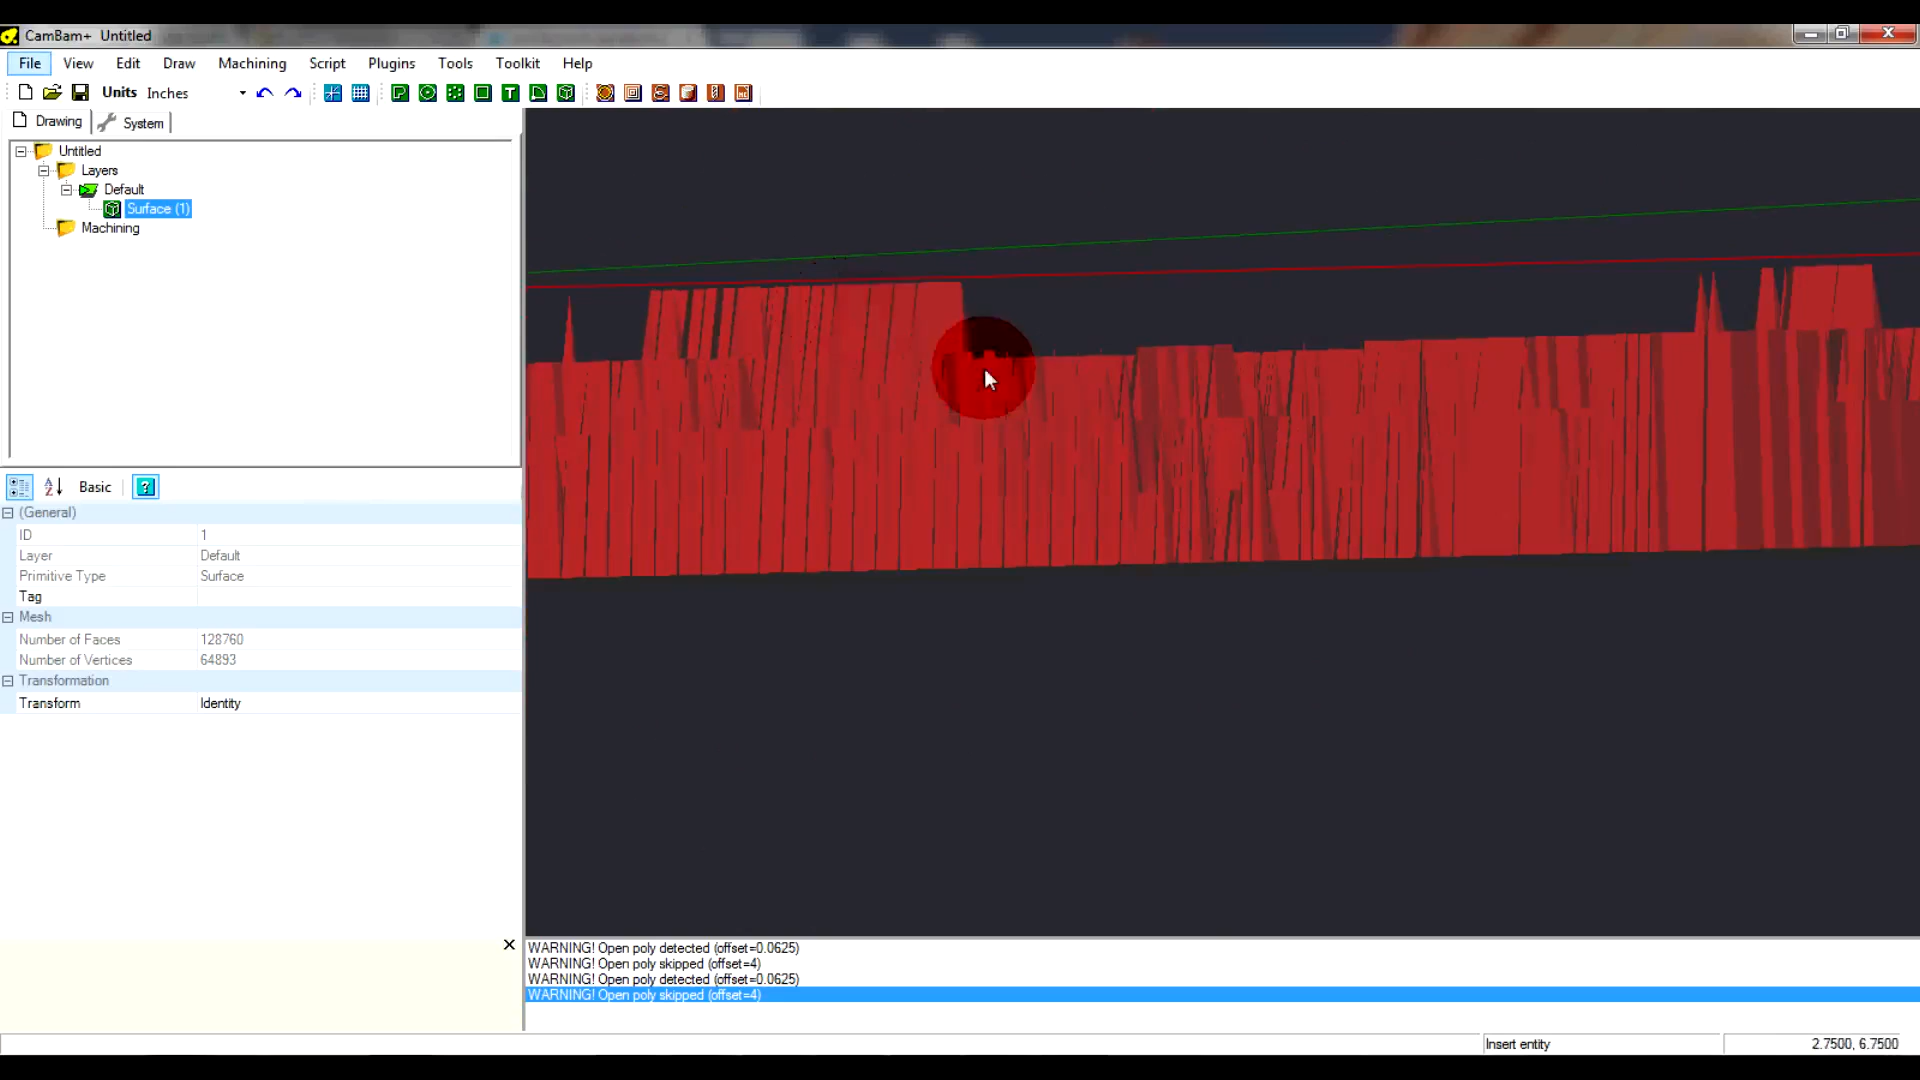 CamBam+ Untitled
File View Edit Draw Machining Script Plugins Tools Toolkit Help
Units Inches
Drawing System
Untitled
Layers
Default
Surface (1)
Machining
Basic
(General)
ID 1
Layer Default
Primitive Type Surface
Tag
Mesh
Number of Faces 128760
Number of Vertices 64893
Transformation
Transform Identity
WARNING! Open poly detected (offset=0.0625)
WARNING! Open poly skipped (offset=4)
WARNING! Open poly detected (offset=0.0625)
WARNING! Open poly skipped (offset=4)
Insert entity 2.7500, 6.7500